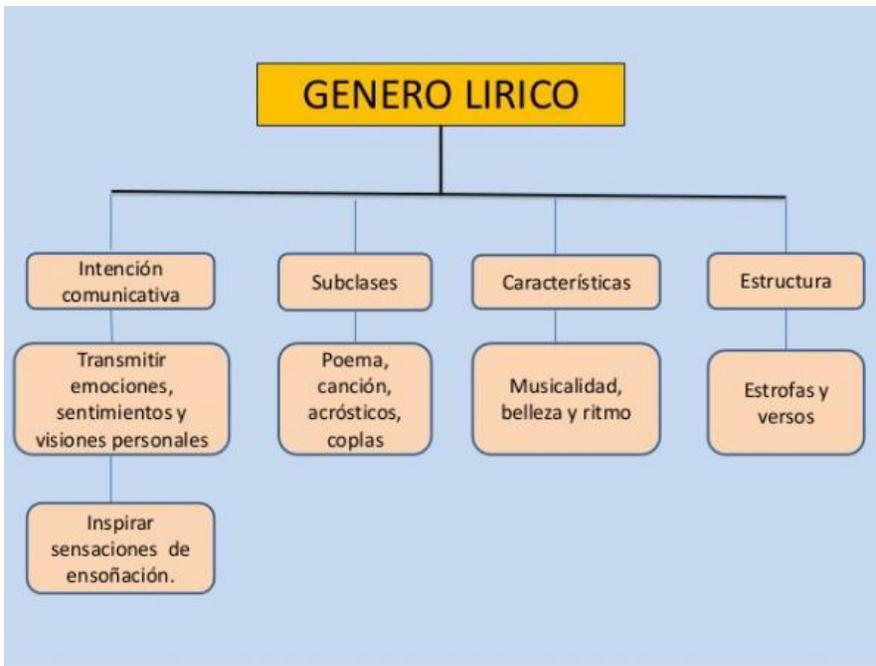 GENERO LIRICO
Intención
comunicativa
Subclases
Característícas
Estructura
Transmitir
emociones,
sentimientos y
visiones personales
Poema,
canción,
acrósticos,
coplas
Musicalidad,
belleza y ritmo
Estrofas y
versos
Inspirar
sensaciones de
ensoñación.